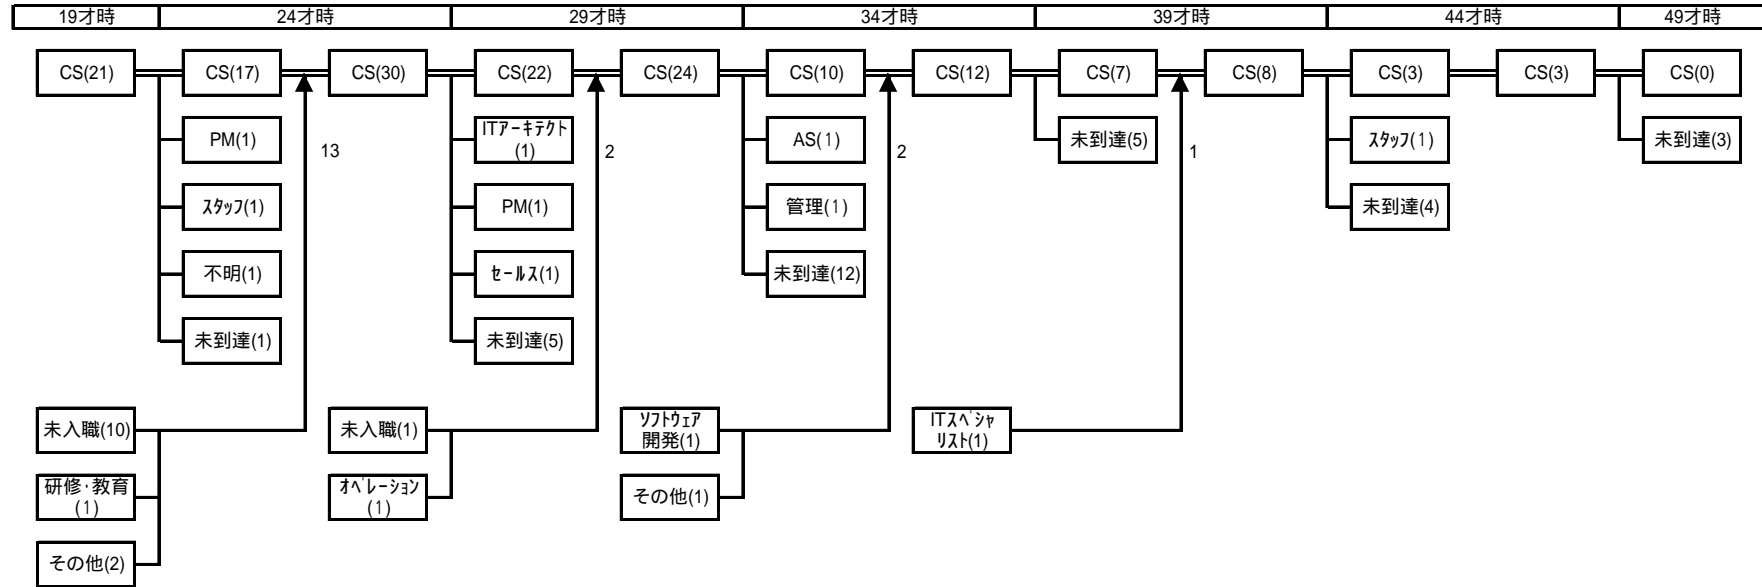 19才時
24才時
29才時
34才時
39才時
44才時
49才時
CS(21)
CS(17)
CS(30)
CS(22)
CS(24)
CS(10)
CS(12)
CS(7)
CS(8)
CS(3)
CS(3)
CS(0)
PM(1)
ｽﾀｯﾌ(1)
不明(1)
未到達(1)
13
ITｱｰｷﾃｸﾄ
(1)
PM(1)
ｾｰﾙｽ(1)
未到達(5)
2
AS(1)
管理(1)
未到達(12)
2
未到達(5)
1
ｽﾀｯﾌ(1)
未到達(4)
未到達(3)
未入職(10)
研修･教育
(1)
その他(2)
未入職(1)
ｵﾍﾟﾚｰｼｮﾝ
(1)
ｿﾌﾄｳｪｱ
開発(1)
その他(1)
ITｽﾍﾟｼｬ
ﾘｽﾄ(1)